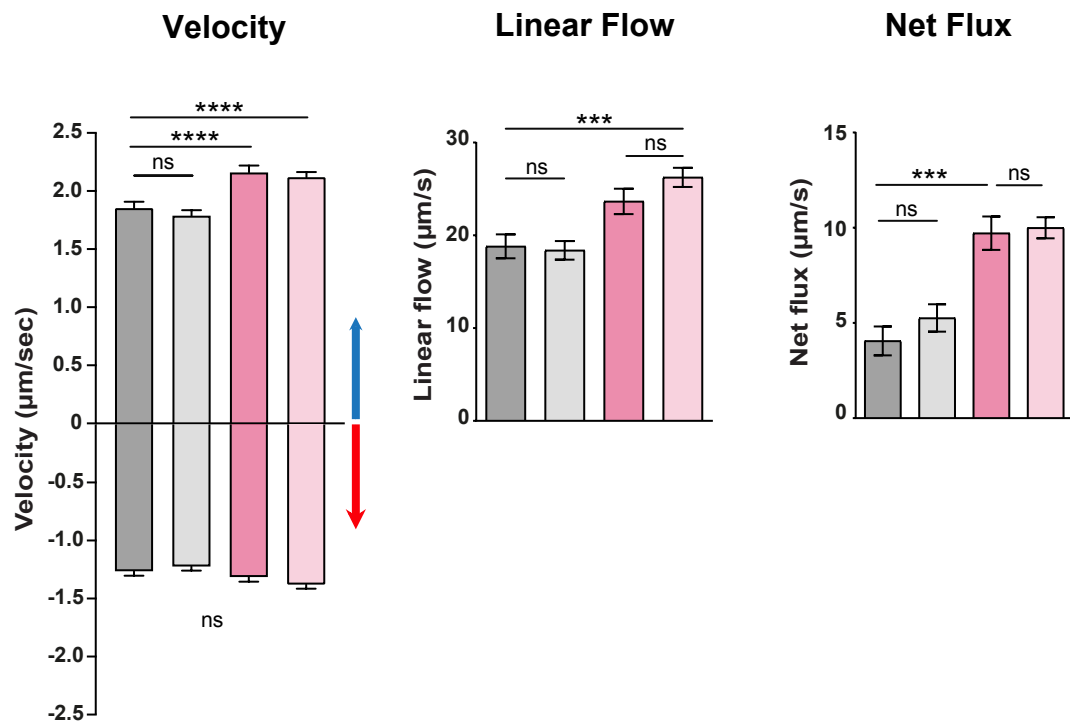 Velocity
Linear Flow
Net Flux
Velocity (µm/sec)
2.5
2.0
1.5
1.0
0.5
0
-0.5
-1.0
-1.5
-2.0
-2.5
****
****
ns
ns
Linear flow (µm/s)
30
20
10
0
***
ns
ns
Net flux (µm/s)
15
10
5
0
***
ns
ns